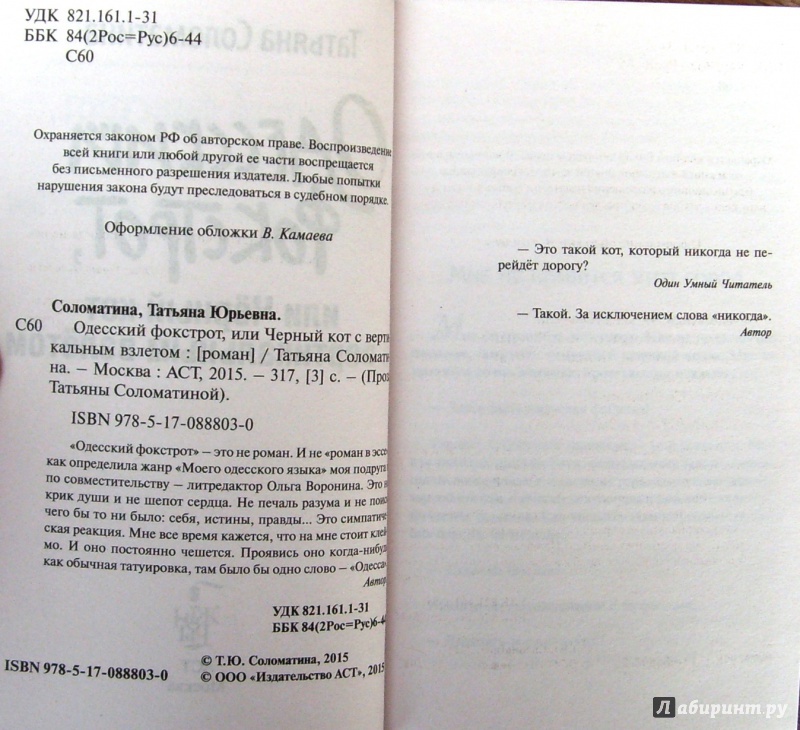 УДК 821.161.1-31
ББК 84(2Рос=Рус)6-44
С60
Охраняется законом РФ об авторском праве. Воспроизведение
всей книги или любой другой ее части воспрещается
без письменного разрешения издателя. Любые попытки
нарушения закона будут преследоваться в судебном порядке.
Оформление обложки В. Камаева
Соломатина, Татьяна Юрьевна.
С60 Одесский фокстрот, или Черный кот с верти
кальным взлетом : [роман] / Татьяна Соломати
на. – Москва : АСТ, 2015. – 317, [3] с. – (Проза
Татьяны Соломатиной).
ISBN 978-5-17-088803-0
«Одесский фокстрот» – это не роман. И не «роман в эссе
как определила жанр «Моего одесского языка» моя подруга
по совместительству – литредактор Ольга Воронина. Это н
крик души и не шепот сердца. Не печаль разума и не поис
чего бы то ни было: себя, истины, правды... Это симпатиче
ская реакция. Мне все время кажется, что на мне стоит клей
мо. И оно постоянно чешется. Проявись оно когда-нибуд
как обычная татуировка, там было бы одно слово – «Одесса
Автор
УДК 821.161.1-31
ББК 84(2Рос=Рус)6-44
© Т.Ю. Соломатина, 2015
ISBN 978-5-17-088803-0 © ООО «Издательство АСТ», 2015
— Это такой кот, который никогда не пе-
рейдёт дорогу?
Один Умный Читатель
— Такой. За исключением слова «никогда».
Автор
Лабиринт.ру